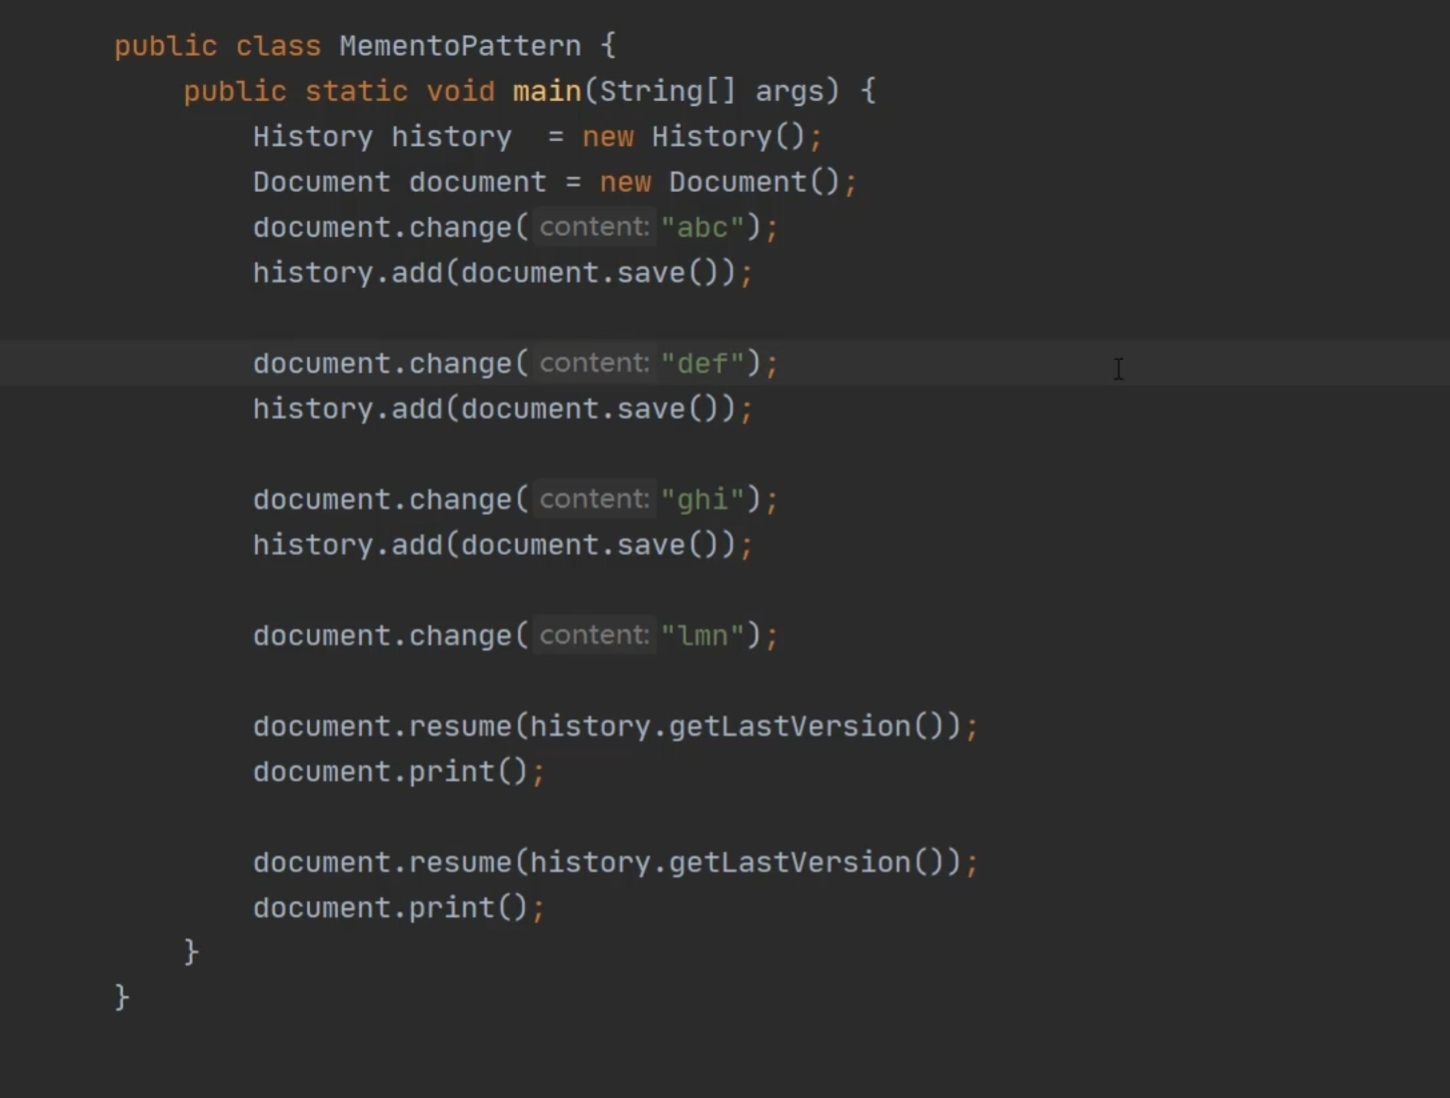 public class MementoPattern {
public static void main(String[] args) {
History history  = new History();
Document document = new Document();
document.change( content: "abc");
history.add(document.save());
document.change( content: "def");
history.add(document.save());
document.change( content: "ghi");
history.add(document.save());
document.change( content: "lmn");
document.resume(history.getLastVersion());
document.print();
document.resume(history.getLastVersion());
document.print();
}
}